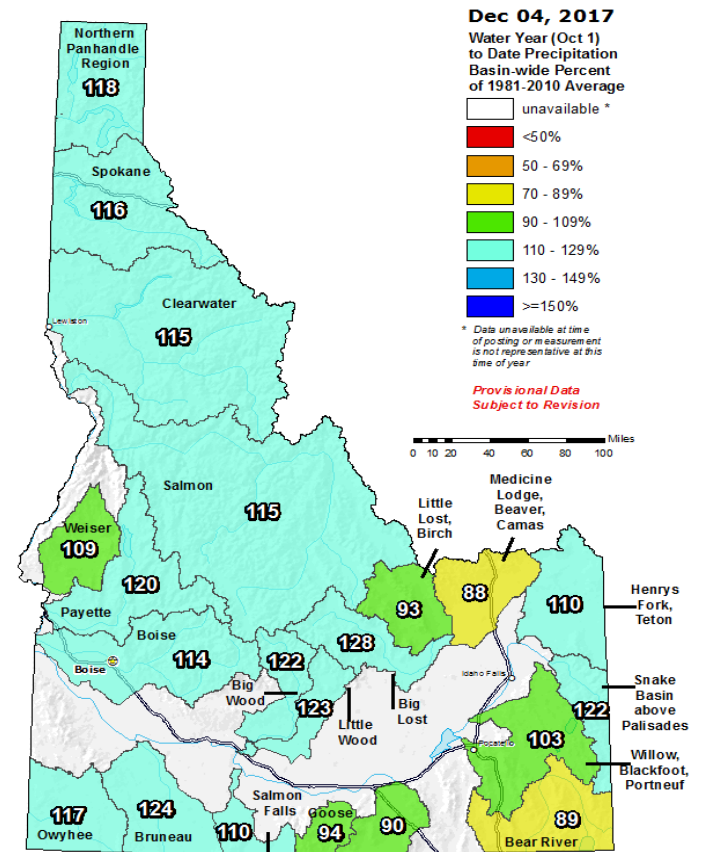 Dec 04, 2017
Water Year (Oct 1)
to Date Precipitation
Basin-wide Percent
of 1981-2010 Average
unavailable *
<50%
50 - 69%
70 - 89%
90 - 109%
110 - 129%
130 - 149%
>=150%
* Data unavailable at time
of posting or measurement
is not representative at this
time of year
Provisional Data
Subject to Revision
Miles
0 10 20 40 60 80 100
Northern
Panhandle
Region
118
Spokane
116
Clearwater
115
Lewiston
Salmon
115
Weiser
109
120
Payette
Boise
114
Boise
Little
Lost,
Birch
93
Medicine
Lodge,
Beaver,
Camas
88
110
Henrys
Fork,
Teton
128
122
Big
Wood
123
Little
Wood
Big
Lost
Idaho Falls
Snake
Basin
above
Palisades
122
103
Pocatello
Willow,
Blackfoot,
Portneuf
117
Owyhee
124
Bruneau
110
Salmon
Falls
Goose
94
90
89
Bear River